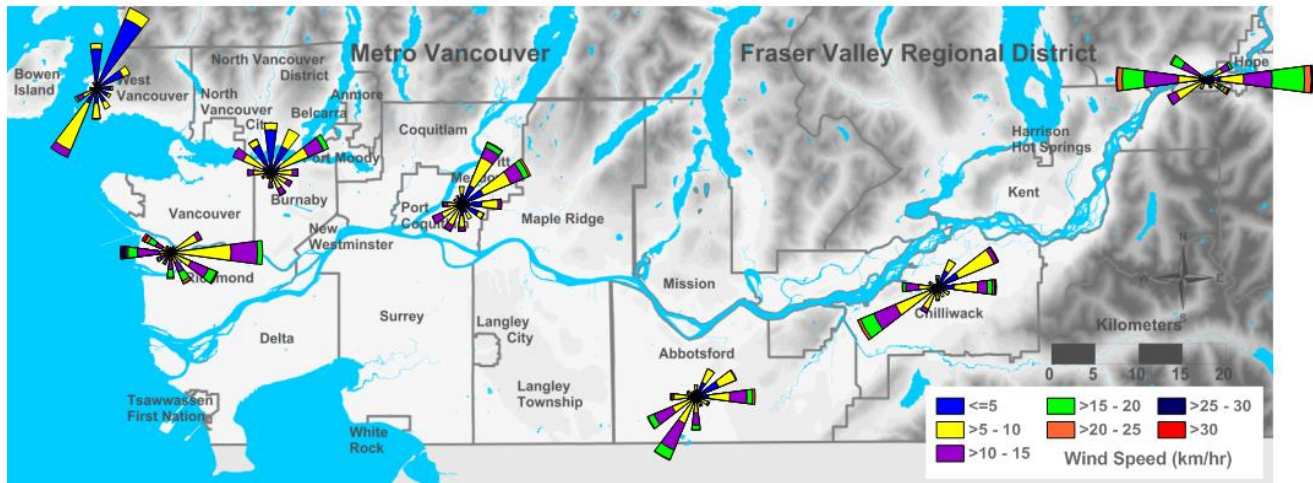 Metro Vancouver
Fraser Valley Regional District
Bowen
Island
West
Vancouver
North Vancouver
District
North
Vancouver
City
Belcarra
Anmore
Port Moody
Coquitlam
Vancouver
Burnaby
New
Westminster
Port
Maple Ridge
Richmond
Delta
Surrey
Langley
City
Langley
Township
Tsawwassen
First Nation
White
Rock
Mission
Abbotsford
Chilliwack
Kent
Harrison
Hot Springs
Hope
N
E
S
Kilometers
0 5 10 15 20
<=5
>5 - 10
>10 - 15
>15 - 20
>20 - 25
>25 - 30
>30
Wind Speed (km/hr)